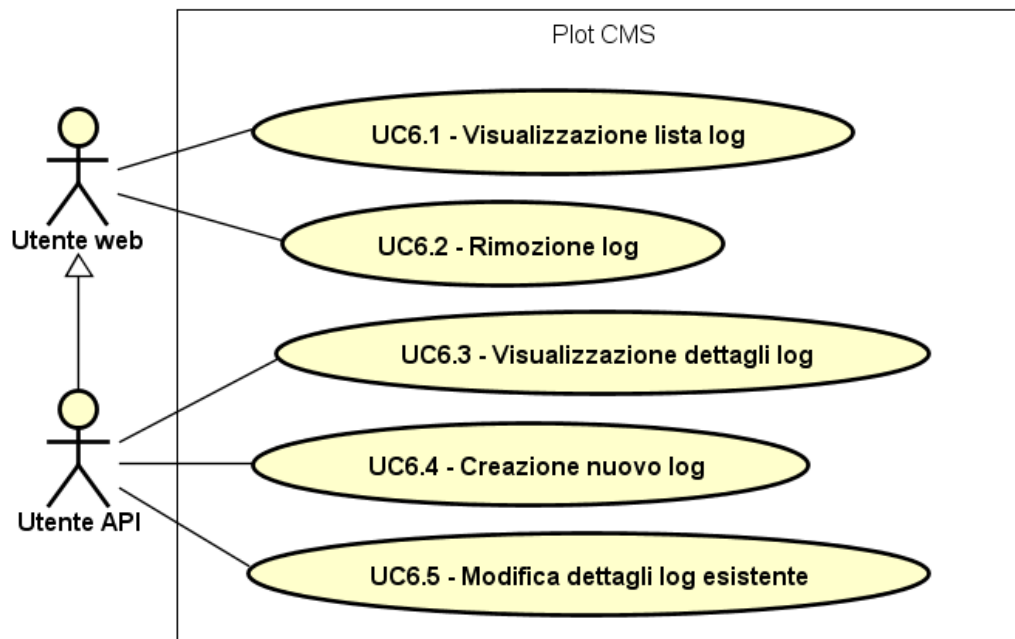 Plot CMS
UC6.1 - Visualizzazione lista log
Utente web
UC6.2 - Rimozione log
UC6.3 - Visualizzazione dettagli log
UC6.4 - Creazione nuovo log
Utente API
UC6.5 - Modifica dettagli log esistente